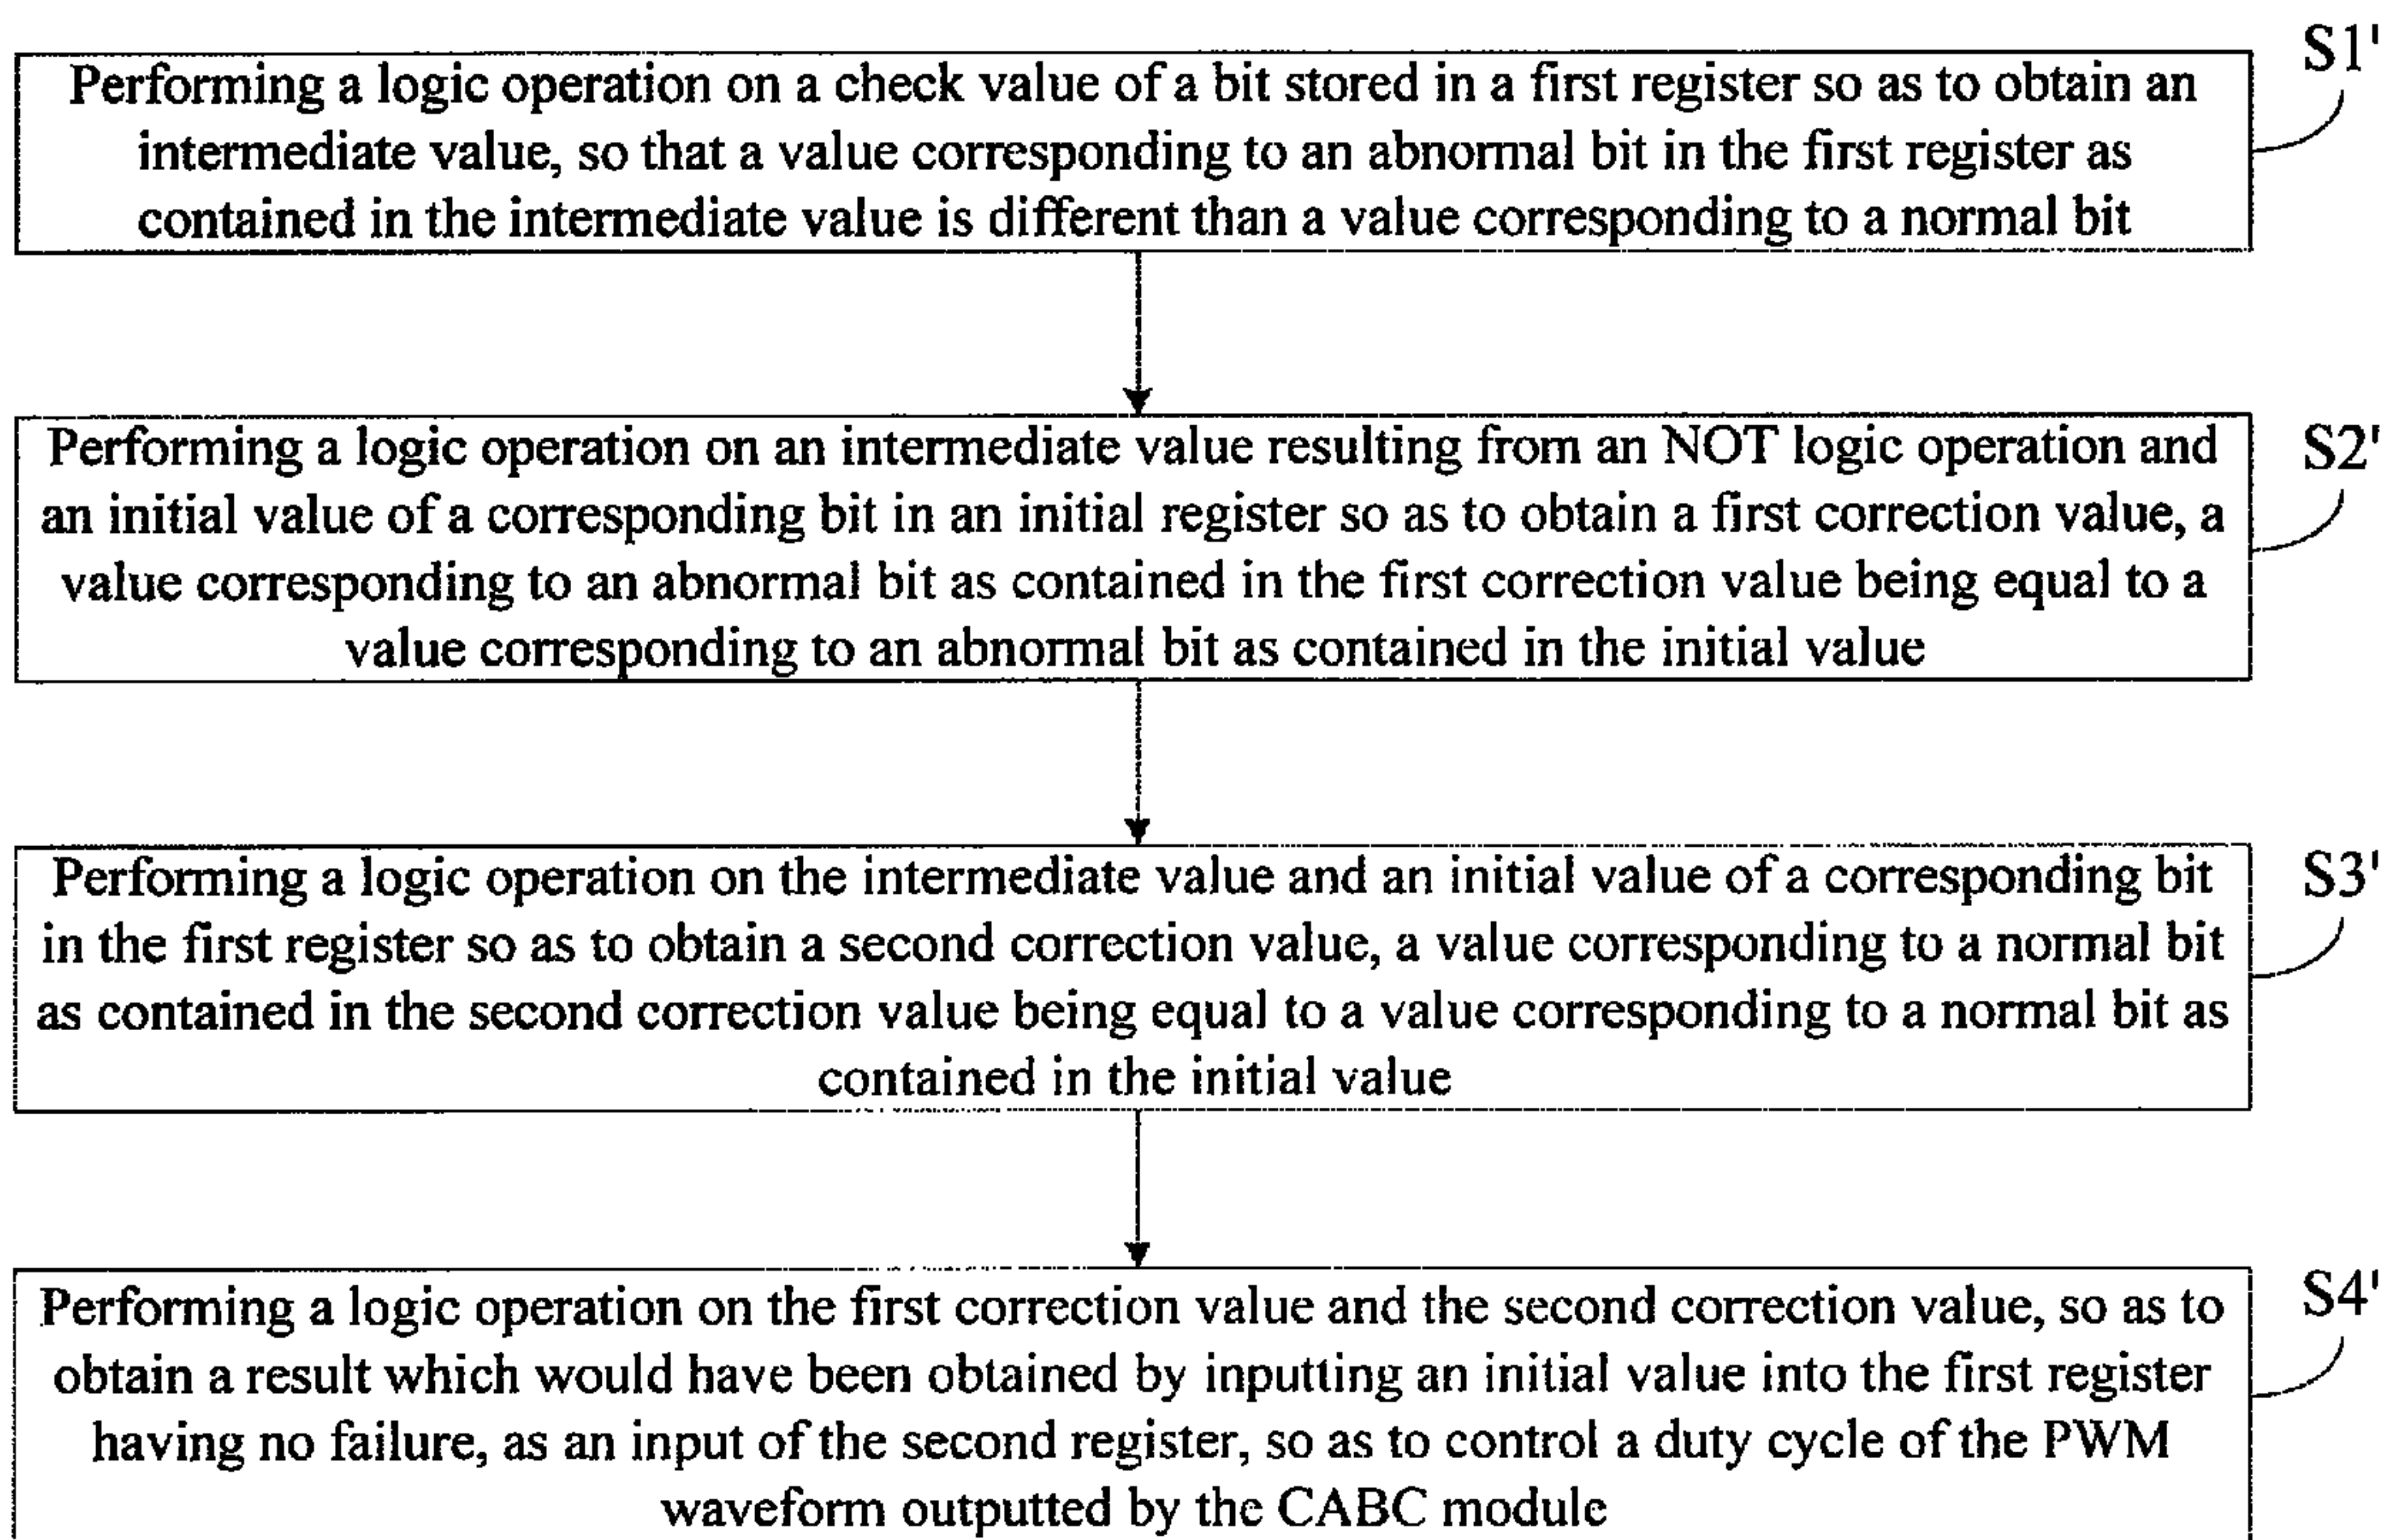 S1'
Performing a logic operation on a check value of a bit stored in a first register so as to obtain an
intermediate value, so that a value corresponding to an abnormal bit in the first register as
contained in the intermediate value is different than a value corresponding to a normal bit
S2'
Performing a logic operation on an intermediate value resulting from an NOT logic operation and
an initial value of a corresponding bit in an initial register so as to obtain a first correction value, a
value corresponding to an abnormal bit as contained in the first correction value being equal to a
value corresponding to an abnormal bit as contained in the initial value
S3'
Performing a logic operation on the intermediate value and an initial value of a corresponding bit
in the first register so as to obtain a second correction value, a value corresponding to a normal bit
as contained in the second correction value being equal to a value corresponding to a normal bit as
contained in the initial value
S4'
Performing a logic operation on the first correction value and the second correction value, so as to
obtain a result which would have been obtained by inputting an initial value into the first register
having no failure, as an input of the second register, so as to control a duty cycle of the PWM
waveform outputted by the CABC module